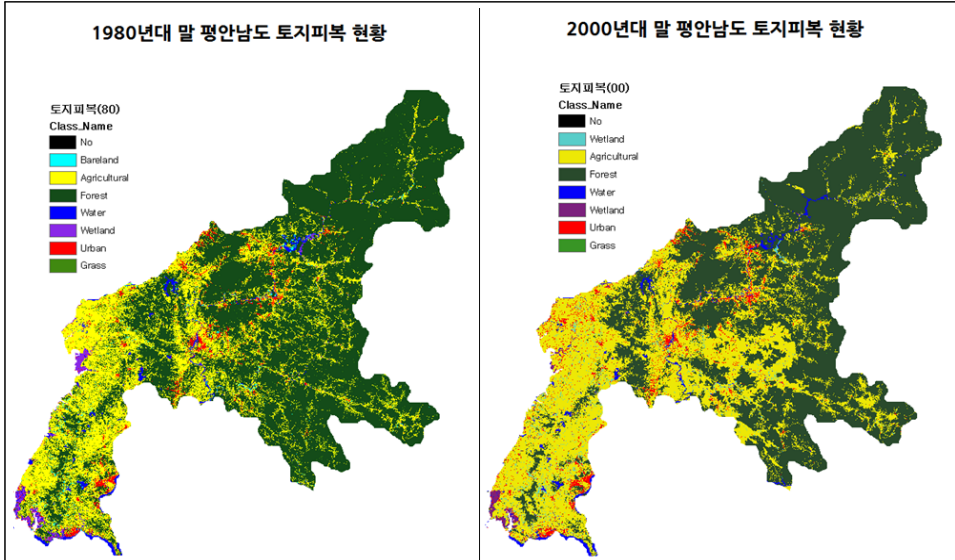 1980년대 말 평안남도 토지피복 현황
토지피복(80)
Class_Name
No
Bareland
Agricultural
Forest
Water
Wetland
Urban
Grass
2000년대 말 평안남도 토지피복 현황
토지피복(00)
Class_Name
No
Wetland
Agricultural
Forest
Water
Wetland
Urban
Grass